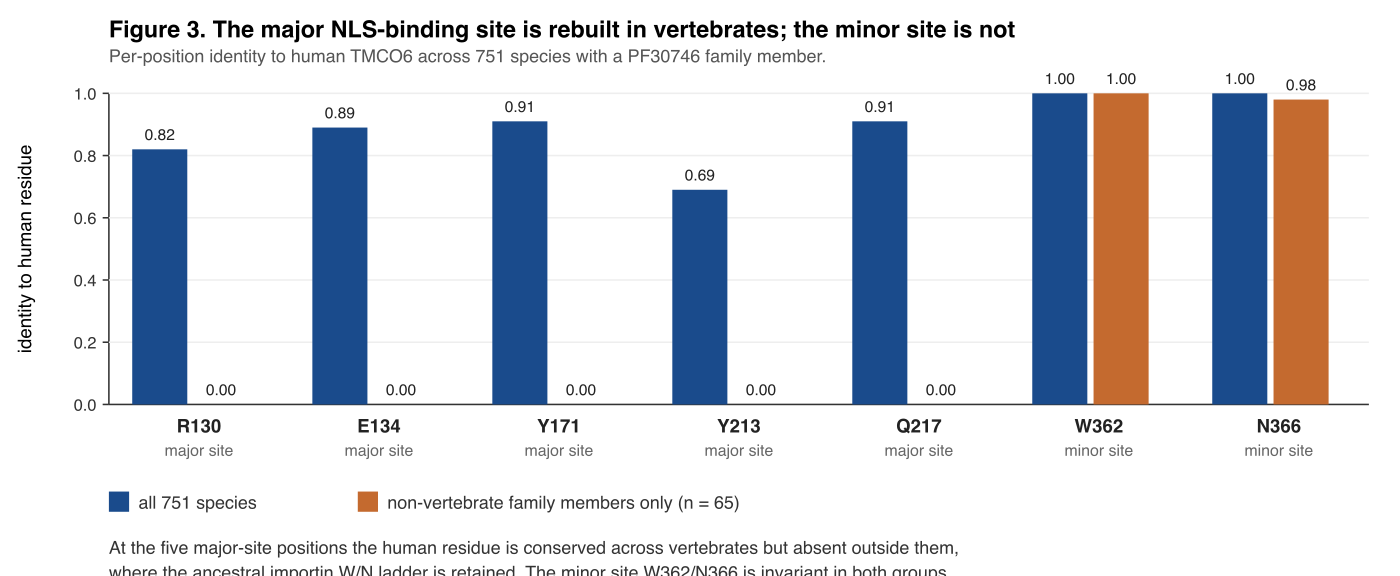 Figure 3. The major NLS-binding site is rebuilt in vertebrates; the minor site is not
Per-position identity to human TMCO6 across 751 species with a PF30746 family member.
identity to human residue
1.0
0.8
0.6
0.4
0.2
0.0
0.82
0.00
0.89
0.00
0.91
0.00
0.69
0.00
0.91
0.00
1.00
1.00
1.00
0.98
R130
major site
E134
major site
Y171
major site
Y213
major site
Q217
major site
W362
minor site
N366
minor site
all 751 species
non-vertebrate family members only (n = 65)
At the five major-site positions the human residue is conserved across vertebrates but absent outside them,
where the ancestral importin W/N ladder is retained. The minor site W362/N366 is invariant in both groups.